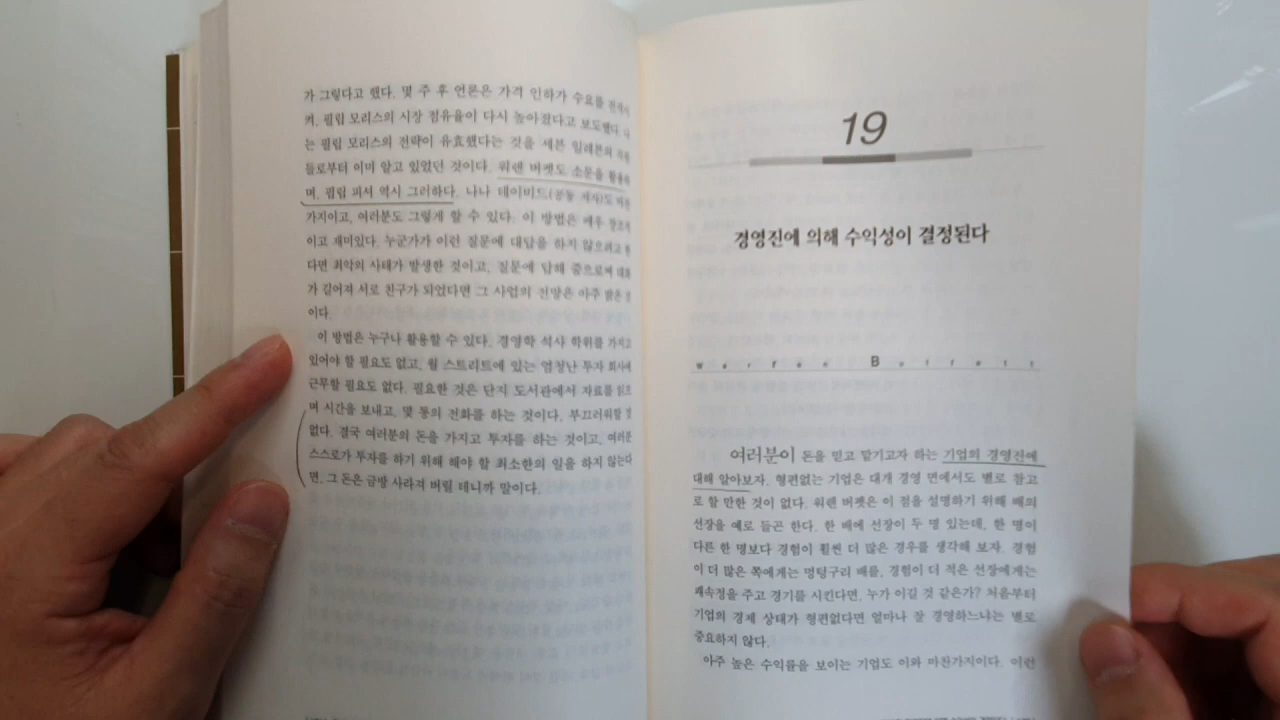 가 그렇다고 했다. 몇 주 후 언론은 가격 인하가 수요를
켜, 필립 모리스의 시장 점유율이 다시 높아졌다고 보도했다. 나
는 필립 모리스의 전략이 유효했다는 것을 세븐 일레븐의 직원
들로부터 이미 알고 있었던 것이다. 워렌 버펫도 소문을 활용하
며, 필립 피셔 역시 그러하다. 나나 데이비드(공동 저자)도 마찬
가지이고, 여러분도 그렇게 할 수 있다. 이 방법은 매우 창조적
이고 재미있다. 누군가가 이런 질문에 대답을 하지 않으려고 한
다면 최악의 사태가 발생한 것이고, 질문에 답해 줌으로써 대화
가 길어져 서로 친구가 되었다면 그 사업의 전망은 아주 밝은 것
이다.
이 방법은 누구나 활용할 수 있다. 경영학 석사 학위를 가지고
있어야 할 필요도 없고, 월 스트리트에 있는 엄청난 투자 회사에
근무할 필요도 없다. 필요한 것은 단지 도서관에서 자료를 읽으
며 시간을 보내고, 몇 통의 전화를 하는 것이다. 부끄러워할 것
없다. 결국 여러분의 돈을 가지고 투자를 하는 것이고, 여러분
스스로가 투자를 하기 위해 해야 할 최소한의 일을 하지 않는다
면, 그 돈은 금방 사라져 버릴 테니까 말이다.
19
경영진에 의해 수익성이 결정된다
Warren Buffett
여러분이 돈을 믿고 맡기고자 하는 기업의 경영진에
대해 알아보자. 형편없는 기업은 대개 경영 면에서도 별로 참고
로 할 만한 것이 없다. 워렌 버펫은 이 점을 설명하기 위해 배의
선장을 예로 들곤 한다. 한 배에 선장이 두 명 있는데, 한 명이
다른 한 명보다 경험이 훨씬 더 많은 경우를 생각해 보자. 경험
이 더 많은 쪽에게는 멍텅구리 배를, 경험이 더 적은 선장에게는
쾌속정을 주고 경기를 시킨다면, 누가 이길 것 같은가? 처음부터
기업의 경제 상태가 형편없다면 얼마나 잘 경영하느냐는 별로
중요하지 않다.
아주 높은 수익률을 보이는 기업도 이와 마찬가지이다. 이런